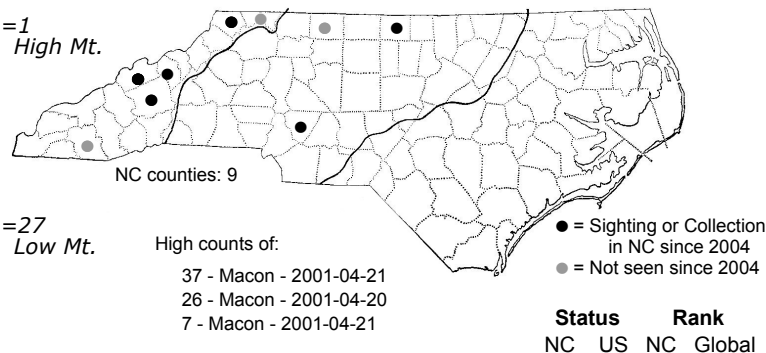 =1
High Mt.
NC counties: 9
=27
Low Mt.
High counts of:
37 - Macon - 2001-04-21
26 - Macon - 2001-04-20
7 - Macon - 2001-04-21
= Sighting or Collection
in NC since 2004
= Not seen since 2004
Status Rank
NC US NC Global